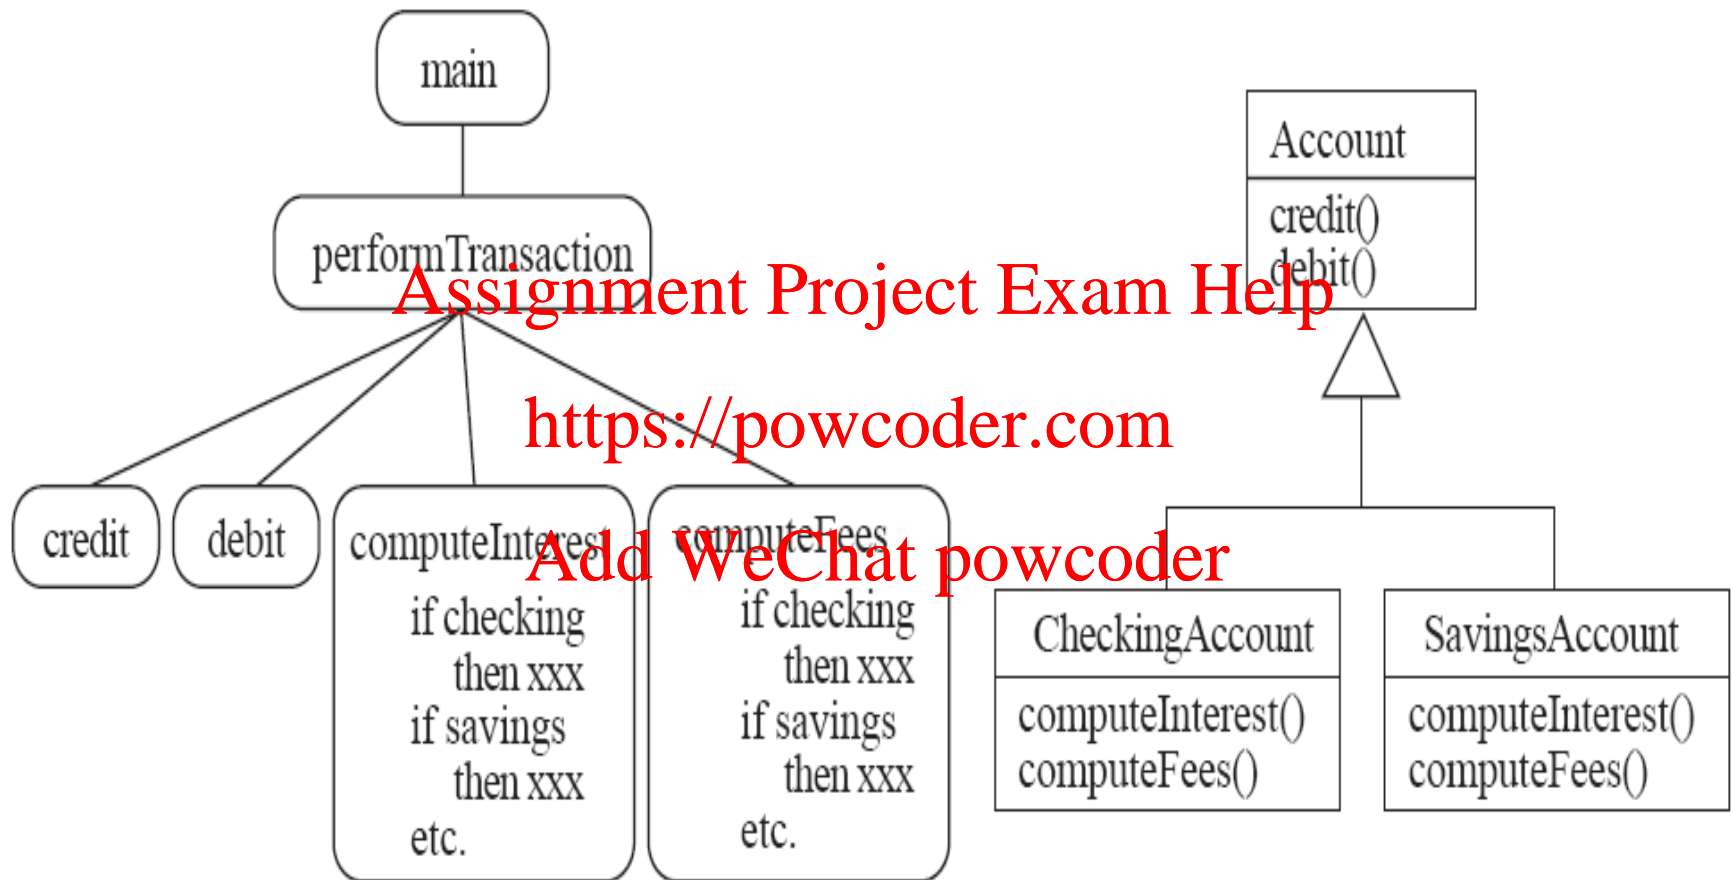 main
performTransaction
credit
debit
computeInterest
if checking
then xxx
if savings
then xxx
etc.
computeFees
if checking
then xxx
if savings
then xxx
etc.
Account
credit()
debit()
CheckingAccount
computeInterest()
computeFees()
SavingsAccount
computeInterest()
computeFees()
Assignment Project Exam Help
https://powcoder.com
Add WeChat powcoder